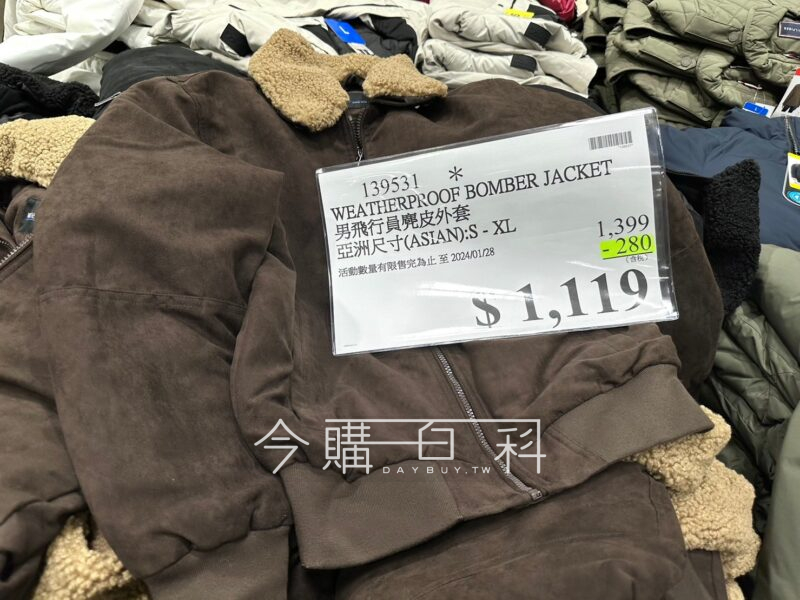 139531 *
WEATHERPROOF BOMBER JACKET
男飛行員麂皮外套
亞洲尺寸(ASIAN):S - XL
1,399
- 280
(含稅)
活動數量有限售完為止 至 2024/01/28
$ 1,119
今購百科
DAYBUY.TW